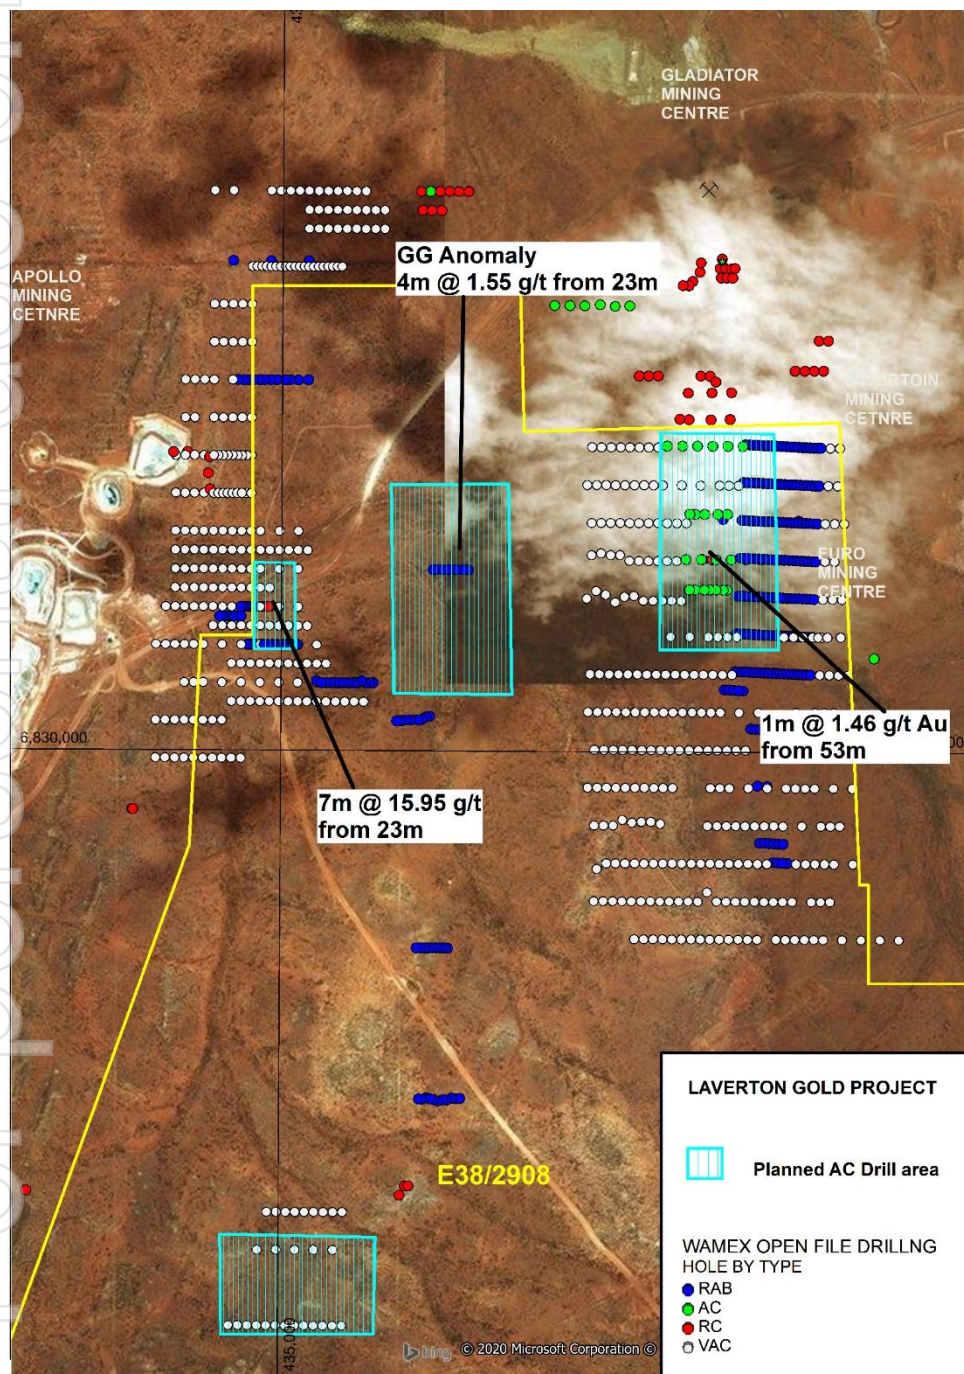 GLADIATOR
MINING
CENTRE
GG Anomaly
4m @ 1.55 g/t from 23m
APOLLO
MINING
CETNRE
MINING
CETNRE
EURO
MINING
CENTRE
6,830,000
1m @ 1.46 g/t Au
from 53m
7m @ 15.95 g/t
from 23m
E38/2908
LAVERTON GOLD PROJECT
Planned AC Drill area
WAMEX OPEN FILE DRILLNG
HOLE BY TYPE
RAB
AC
RC
VAC
435,000
bing © 2020 Microsoft Corporation ©